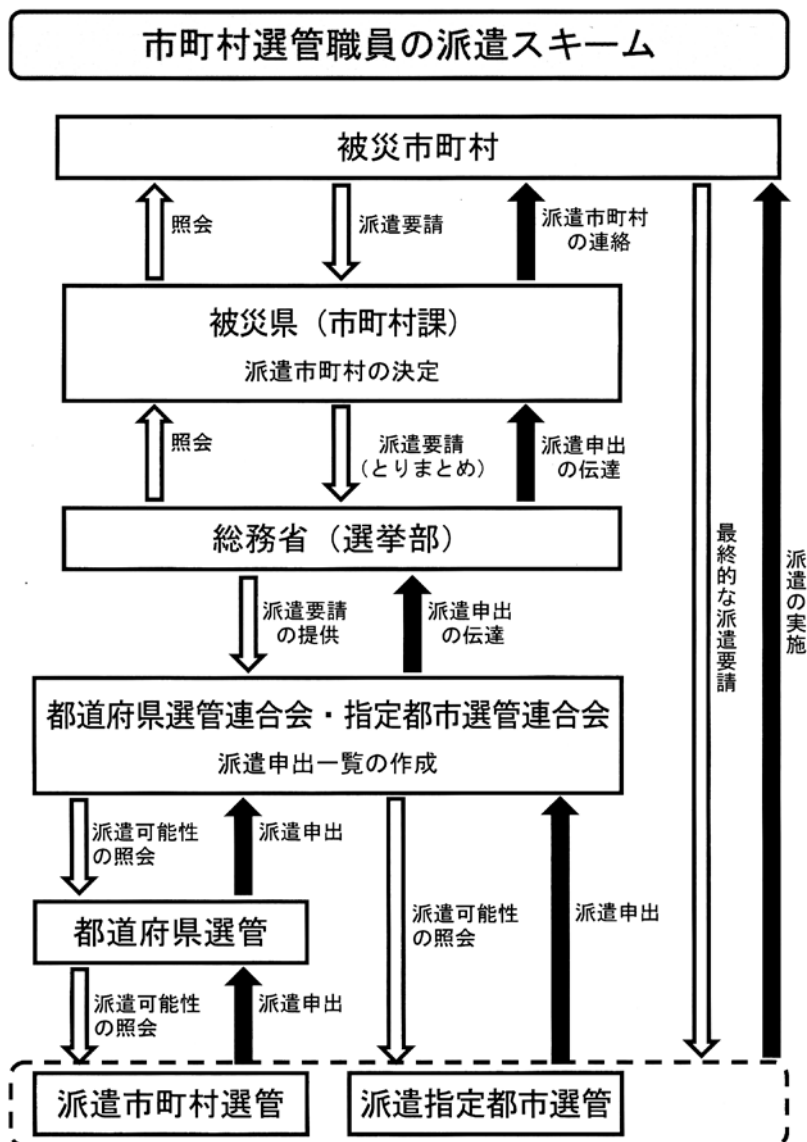 市町村選管職員の派遣スキーム
被災市町村
照会
派遣要請
派遣市町村
の連絡
被災県（市町村課）
派遣市町村の決定
照会
派遣要請
（とりまとめ）
派遣申出
の伝達
総務省（選挙部）
最終的な派遣要請
派遣の実施
派遣要請
の提供
派遣申出
の伝達
都道府県選管連合会・指定都市選管連合会
派遣申出一覧の作成
派遣可能性
の照会
派遣申出
都道府県選管
派遣可能性
の照会
派遣申出
派遣可能性
の照会
派遣申出
派遣市町村選管
派遣指定都市選管